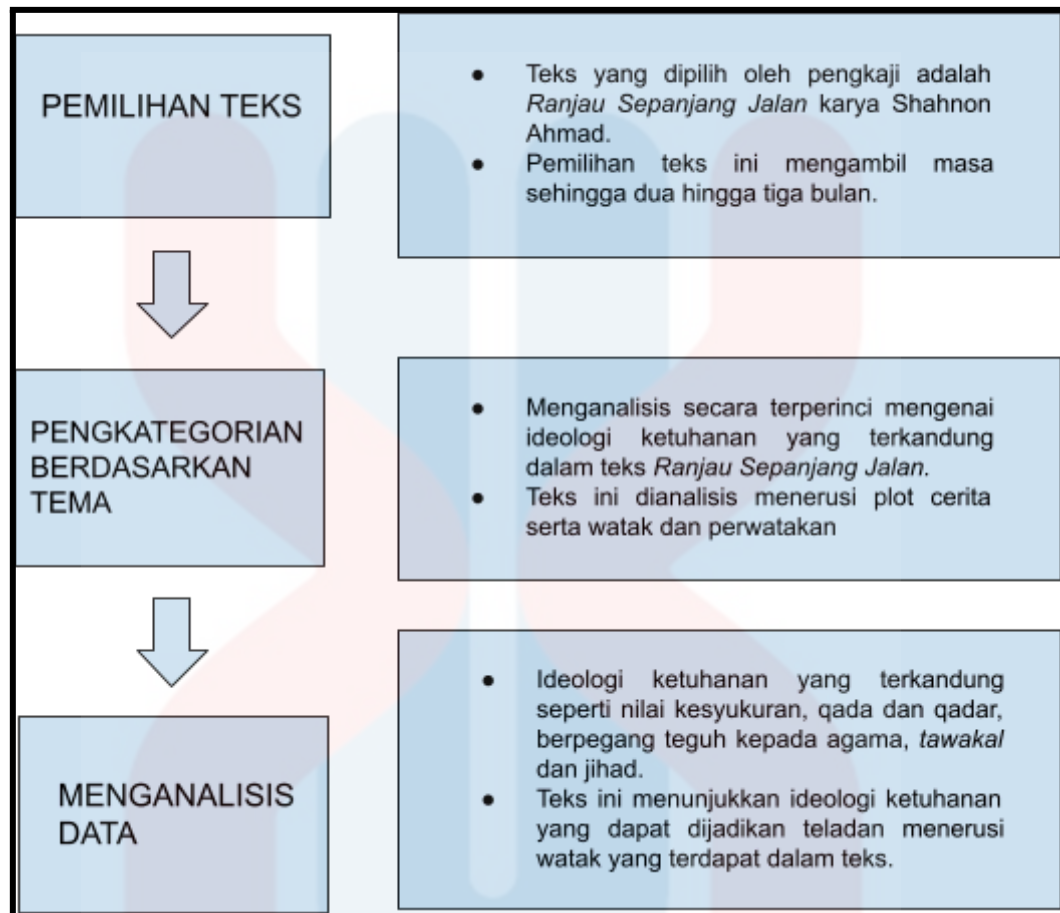 PEMILIHAN TEKS
● Teks yang dipilih oleh pengkaji adalah
Ranjau Sepanjang Jalan karya Shahnon
Ahmad.
● Pemilihan teks ini mengambil masa
sehingga dua hingga tiga bulan.
PENGKATEGORIAN
BERDASARKAN
TEMA
● Menganalisis secara terperinci mengenai
ideologi ketuhanan yang terkandung
dalam teks Ranjau Sepanjang Jalan.
● Teks ini dianalisis menerusi plot cerita
serta watak dan perwatakan
MENGANALISIS
DATA
● Ideologi ketuhanan yang terkandung
seperti nilai kesyukuran, qada dan qadar,
berpegang teguh kepada agama, tawakal
dan jihad.
● Teks ini menunjukkan ideologi ketuhanan
yang dapat dijadikan teladan menerusi
watak yang terdapat dalam teks.